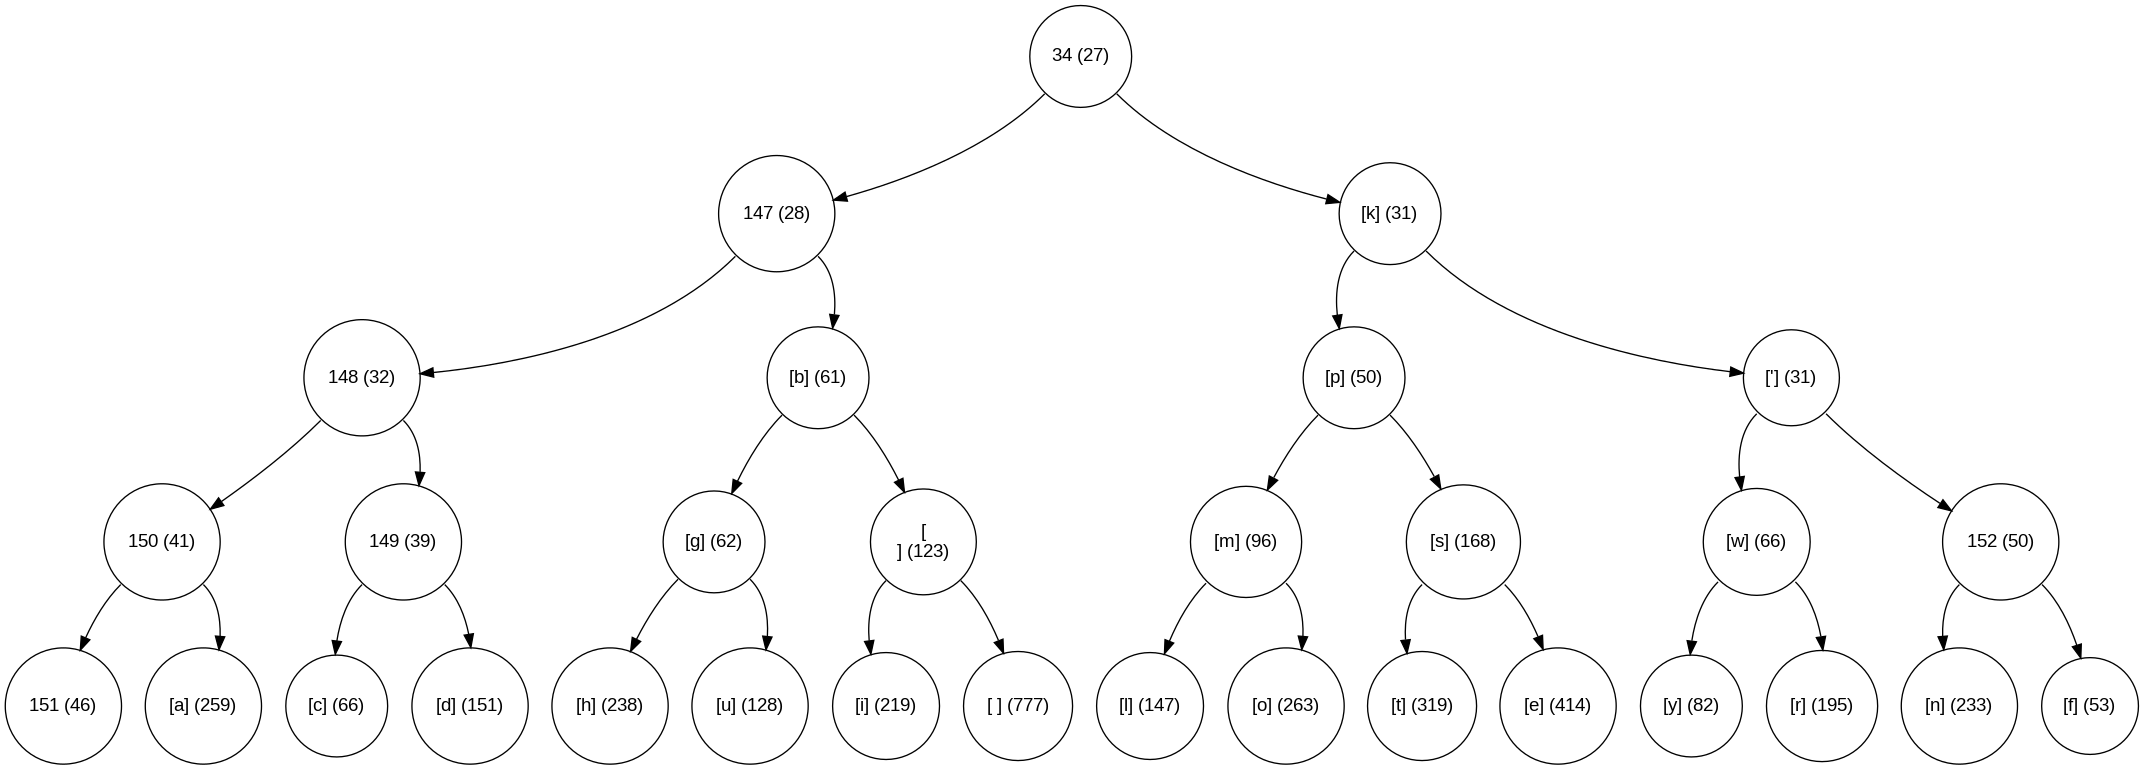 34 (27)
147 (28)
[k] (31)
148 (32)
[b] (61)
[p] (50)
['] (31)
150 (41)
149 (39)
[g] (62)
[
] (123)
[m] (96)
[s] (168)
[w] (66)
152 (50)
151 (46)
[a] (259)
[c] (66)
[d] (151)
[h] (238)
[u] (128)
[i] (219)
[ ] (777)
[l] (147)
[o] (263)
[t] (319)
[e] (414)
[y] (82)
[r] (195)
[n] (233)
[f] (53)